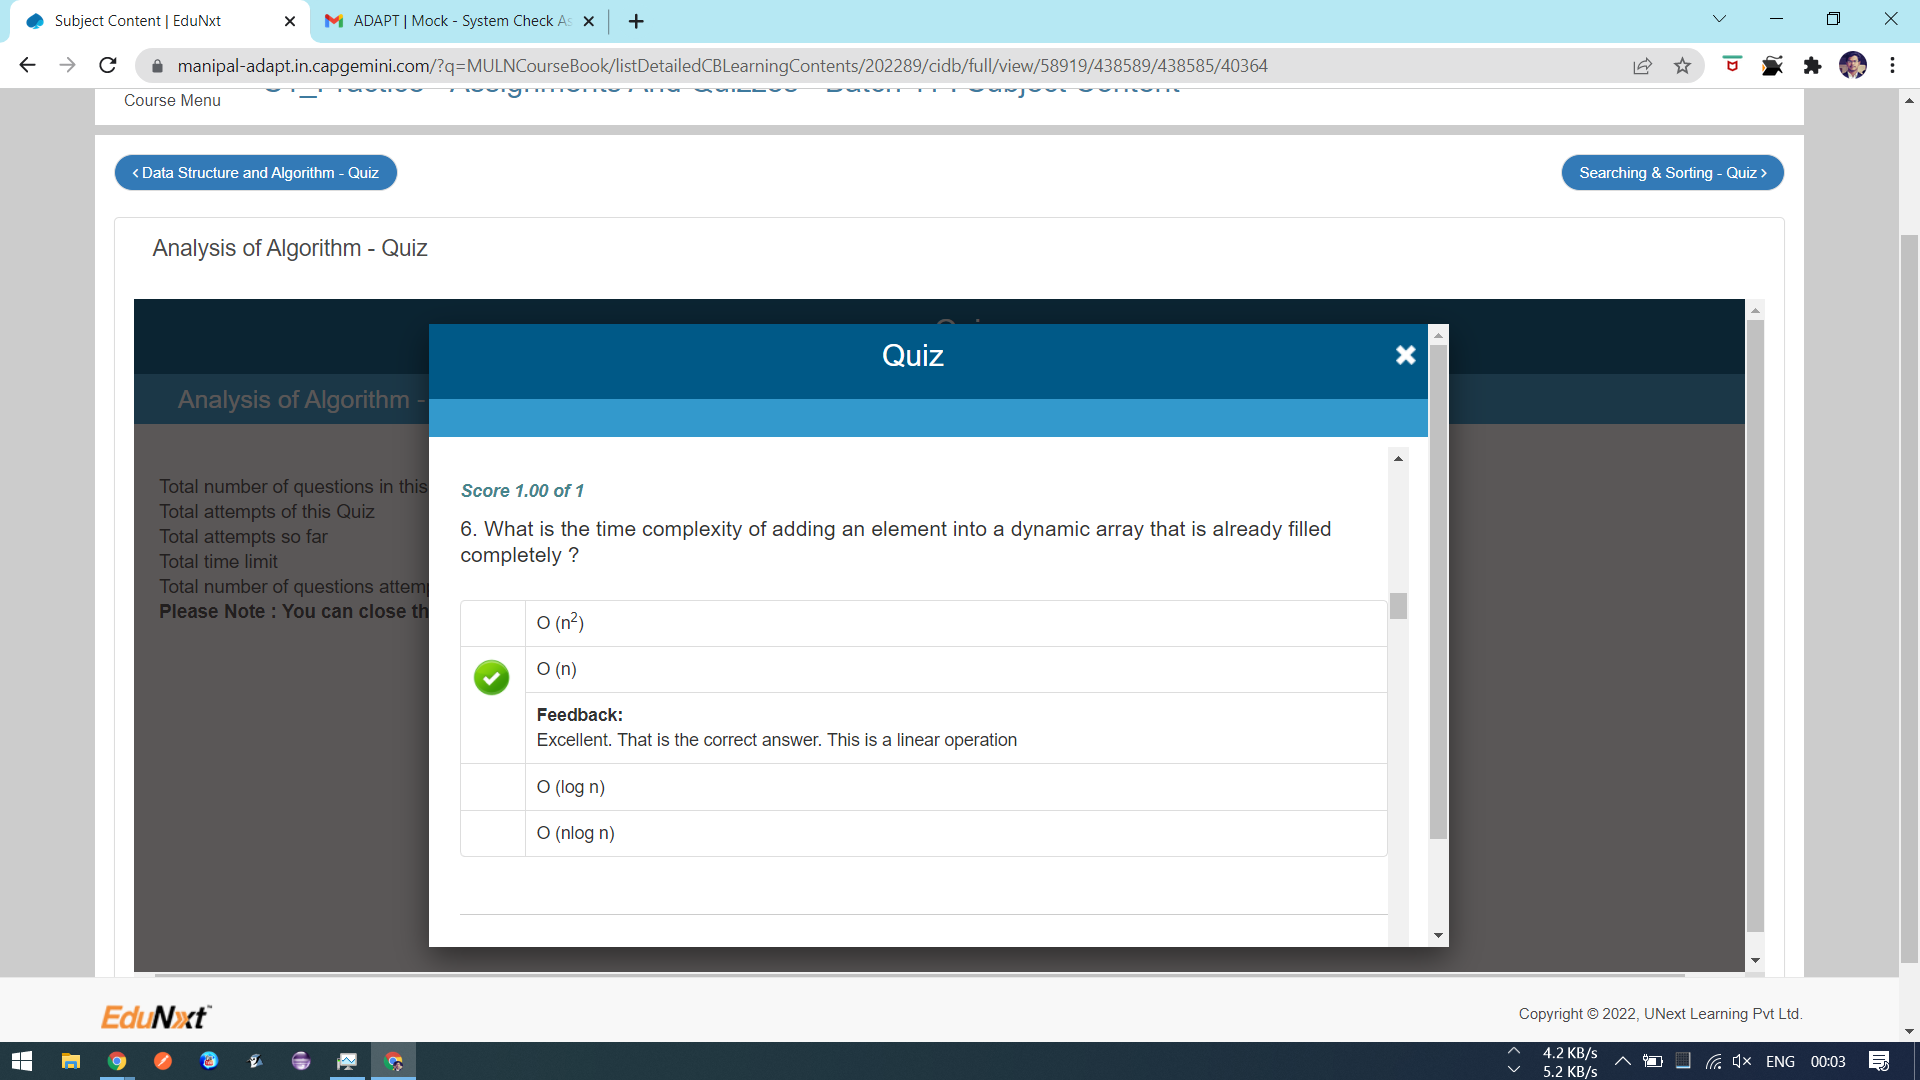 Subject Content | EduNxt
ADAPT | Mock - System Check As
manipal-adapt.in.capgemini.com/?q=MULNCourseBook/listDetailedCBLearningContents/202289/cidb/full/view/58919/438589/438585/40364
Course Menu
< Data Structure and Algorithm - Quiz
Searching & Sorting - Quiz >
Analysis of Algorithm - Quiz
Quiz
Analysis of Algorithm -
Total number of questions in this
Total attempts of this Quiz
Total attempts so far
Total time limit
Total number of questions attem
Please Note : You can close th
Score 1.00 of 1
6. What is the time complexity of adding an element into a dynamic array that is already filled
completely ?
O (n²)
O (n)
Feedback:
Excellent. That is the correct answer. This is a linear operation
O (log n)
O (nlog n)
EduNxt
Copyright © 2022, UNext Learning Pvt Ltd.
4.2 KB/s
5.2 KB/s
ENG
00:03